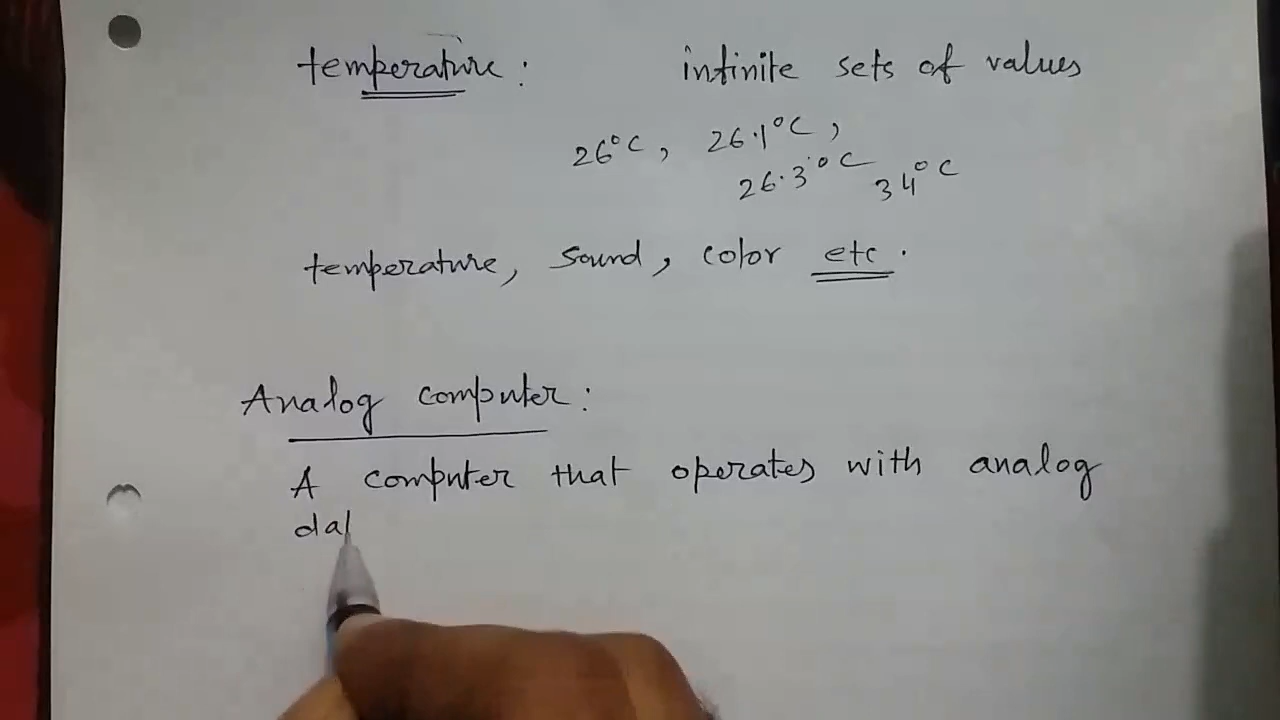 temperature: infinite sets of values
26°C, 26.1°C,
26.3°C 34°C
temperature, sound, color etc.
Analog computer:
A computer that operates with analog
da